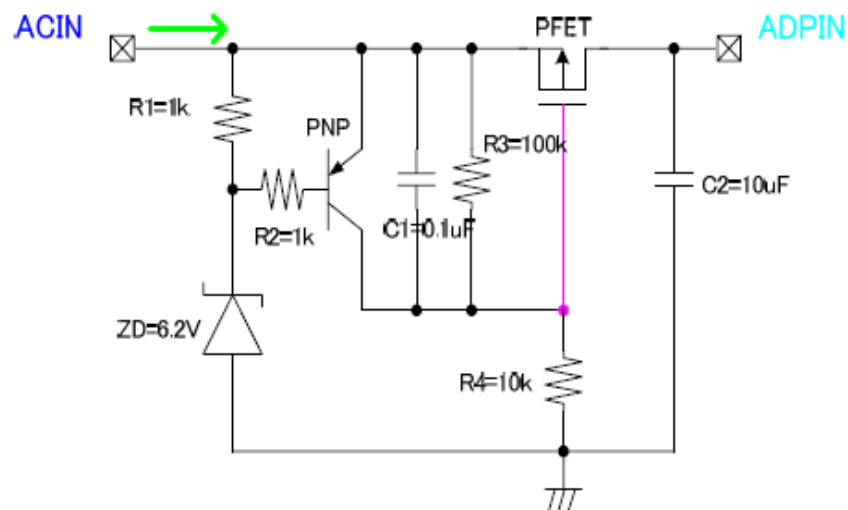 ACIN
PFET
ADPIN
R1=1k
PNP
R3=100k
R2=1k
C1=0.1uF
C2=10uF
ZD=6.2V
R4=10k